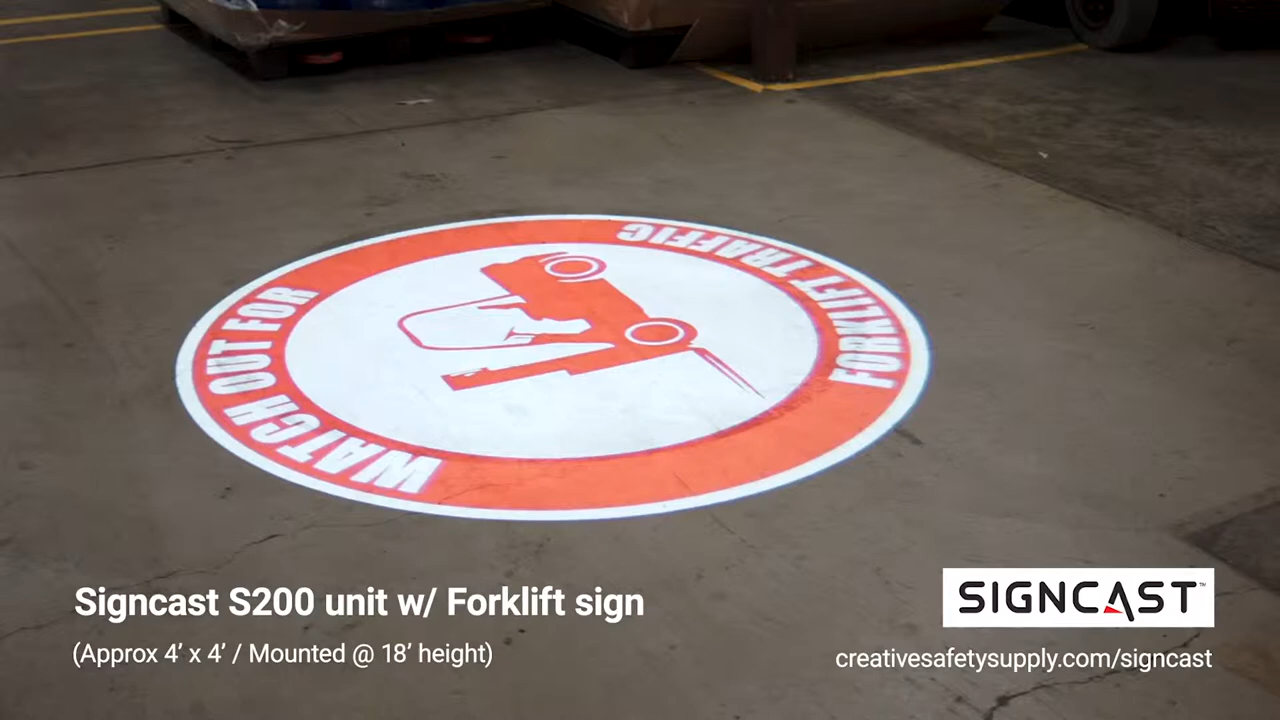 WATCH OUT FOR
FORKLIFT TRAFFIC
Signcast S200 unit w/ Forklift sign
(Approx 4' x 4' / Mounted @ 18' height)
SIGNCAST™
creativesafetysupply.com/signcast